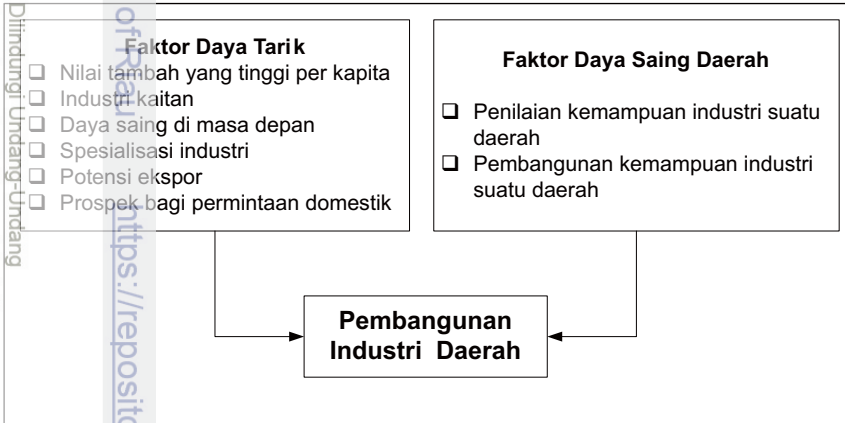 Faktor Daya Tarik
❑ Nilai tambah yang tinggi per kapita
❑ Industri kaitan
❑ Daya saing di masa depan
❑ Spesialisasi industri
❑ Potensi ekspor
❑ Prospek bagi permintaan domestik
Faktor Daya Saing Daerah
❑ Penilaian kemampuan industri suatu
daerah
❑ Pembangunan kemampuan industri
suatu daerah
Pembangunan
Industri Daerah
Dilindungi Undang-Undang
of Riau
https://reposito